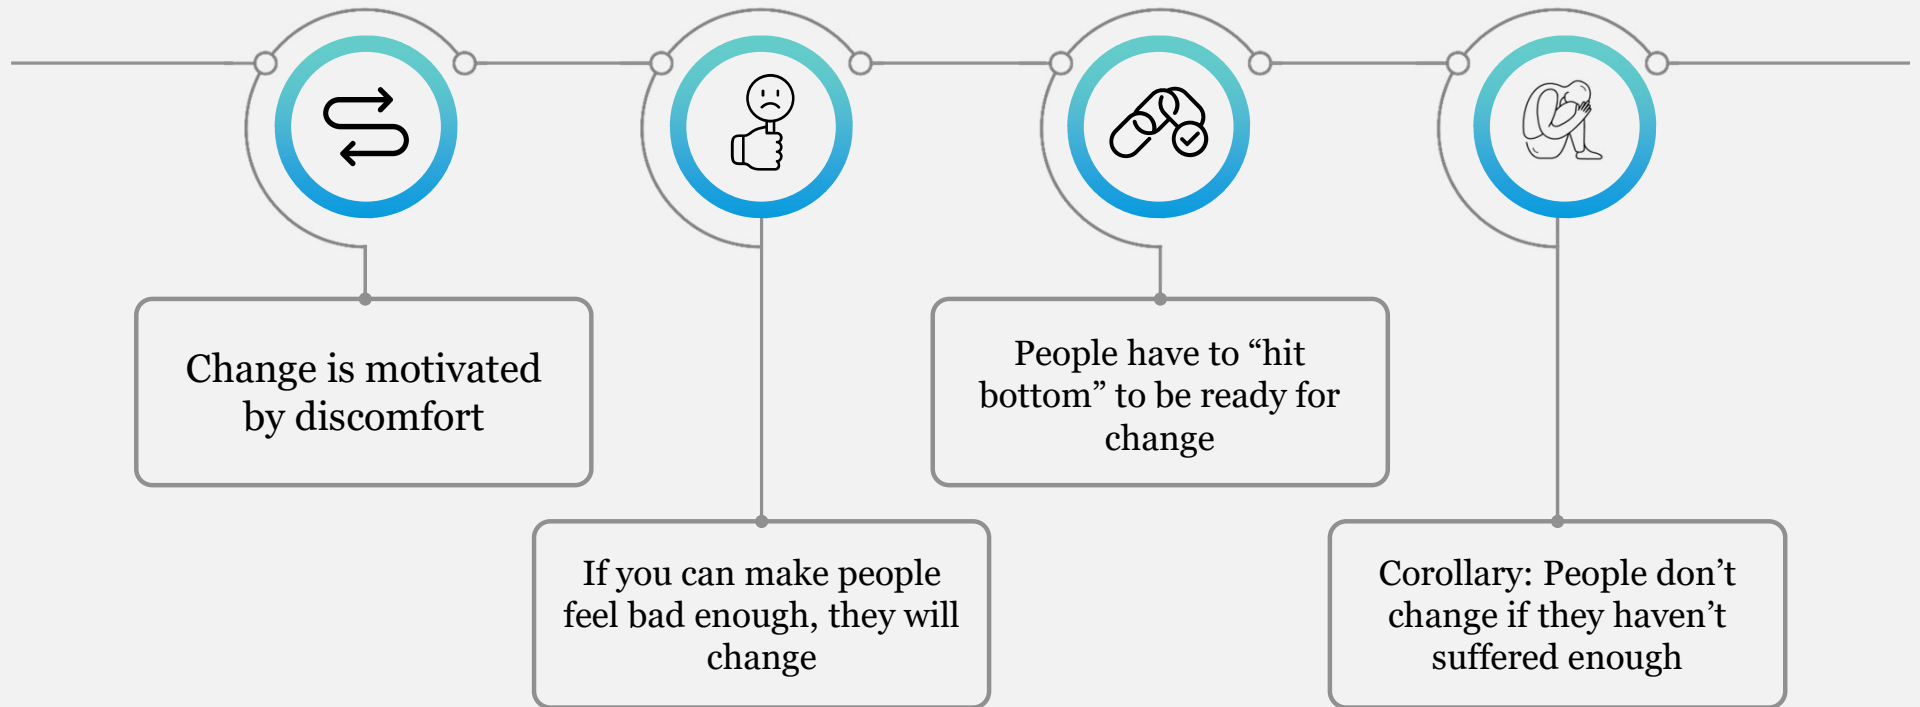 Change is motivated
by discomfort
If you can make people
feel bad enough, they will
change
People have to “hit
bottom” to be ready for
change
Corollary: People don’t
change if they haven’t
suffered enough